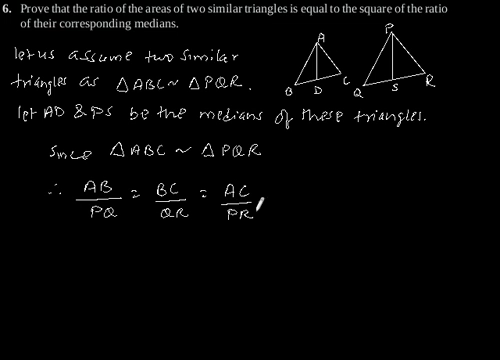 6. Prove that the ratio of the areas of two similar triangles is equal to the square of the ratio
of their corresponding medians.
let us assume two similar
triangles as △ABC ~ △PQR.
A
B D C
P
Q S R
let AD & PS be the medians of these triangles.
Since △ABC ~ △PQR
∴ AB/PQ = BC/QR = AC/PR